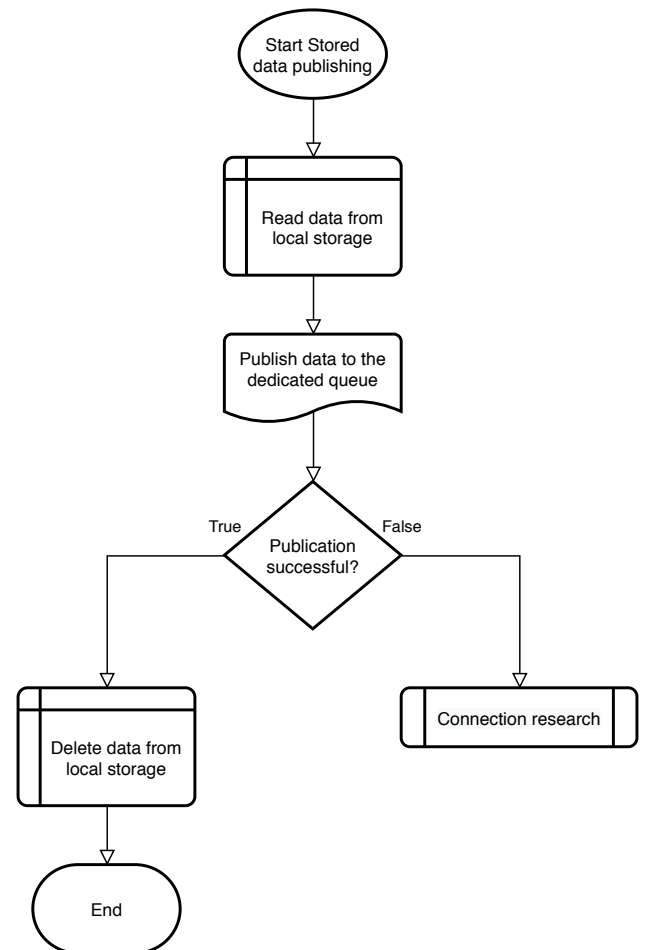 Start Stored
data publishing
Read data from
local storage
Publish data to the
dedicated queue
True
False
Publication
successful?
Delete data from
local storage
Connection research
End